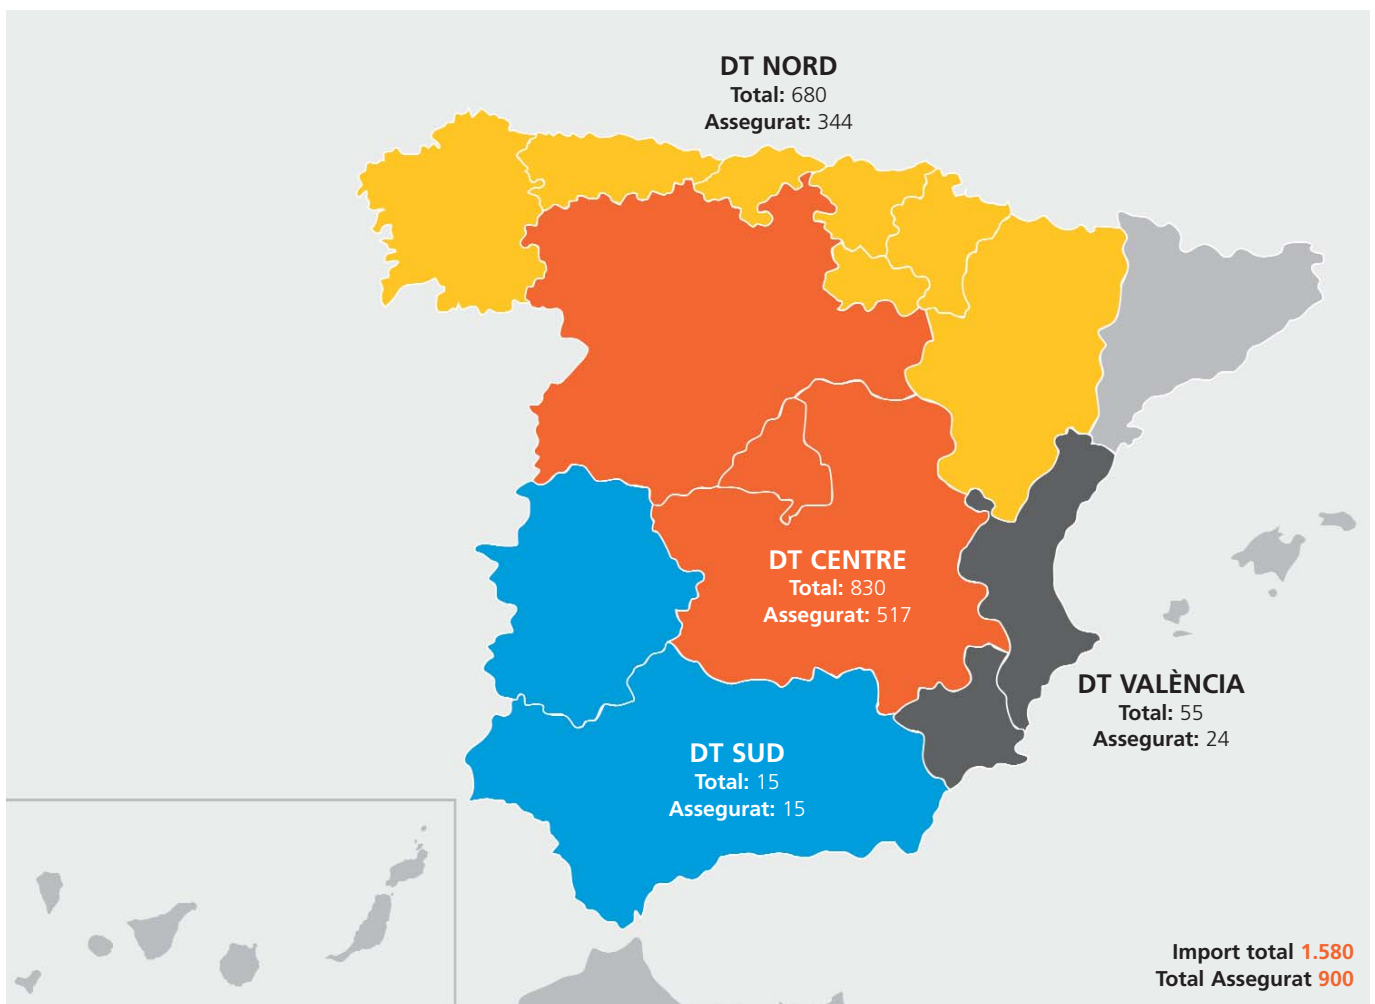 DT NORD
Total: 680
Assegurat: 344
DT CENTRE
Total: 830
Assegurat: 517
DT VALÈNCIA
Total: 55
Assegurat: 24
DT SUD
Total: 15
Assegurat: 15
Import total 1.580
Total Assegurat 900